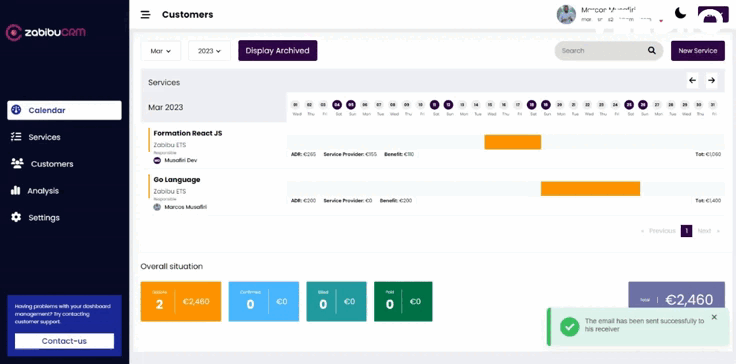 zabibuCRM
Customers
Mar
2023
Display Archived
Search
New Service
Calendar
Services
Customers
Analysis
Settings
Services
Mar 2023
01 02 03 04 05 06 07 08 09 10 11 12 13 14 15 16 17 18 19 20 21 22 23 24 25 26 27 28 29 30 31
Wed Thu Fri Sat Sun Mon Tue Wed Thu Fri Sat Sun Mon Tue Wed Thu Fri Sat Sun Mon Tue Wed Thu Fri Sat Sun Mon Tue Wed Thu Fri
Formation React JS
Zabibu ETS
Responsible
Musafiri Dev
ADR: €265 Service Provider: €155 Benefit: €110 Tot: €1,060
Go Language
Zabibu ETS
Responsible
Marcos Musafiri
ADR: €200 Service Provider: €0 Benefit: €200 Tot: €1,400
« Previous 1 Next »
Overall situation
Options
2
€2,460
Confirmed
0
€0
Billed
0
€0
Paid
0
€0
Total
€2,460
The email has been sent successfully to
his receiver
Having problems with your dashboard
management? Try contacting
customer support.
Contact-us